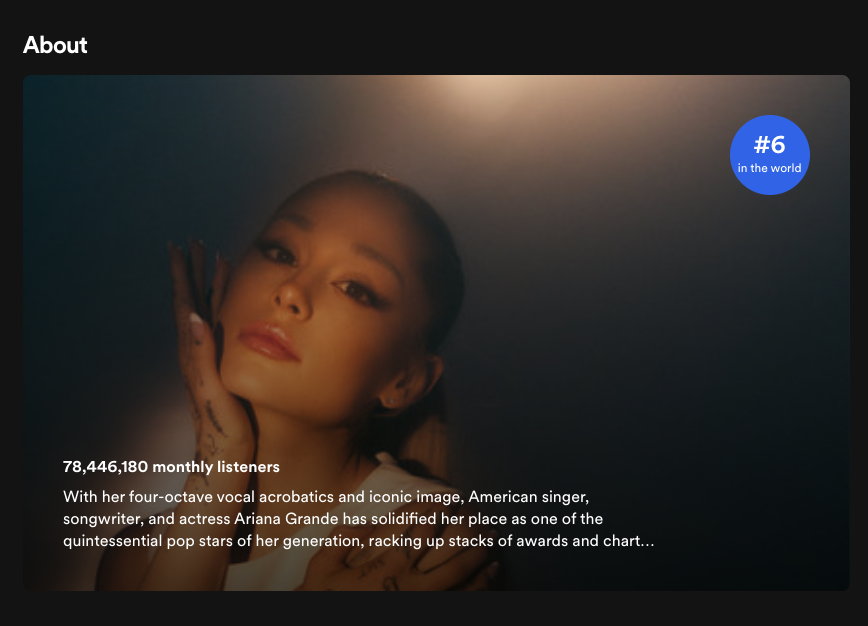 About
#6
in the world
78,446,180 monthly listeners
With her four-octave vocal acrobatics and iconic image, American singer,
songwriter, and actress Ariana Grande has solidified her place as one of the
quintessential pop stars of her generation, racking up stacks of awards and chart…